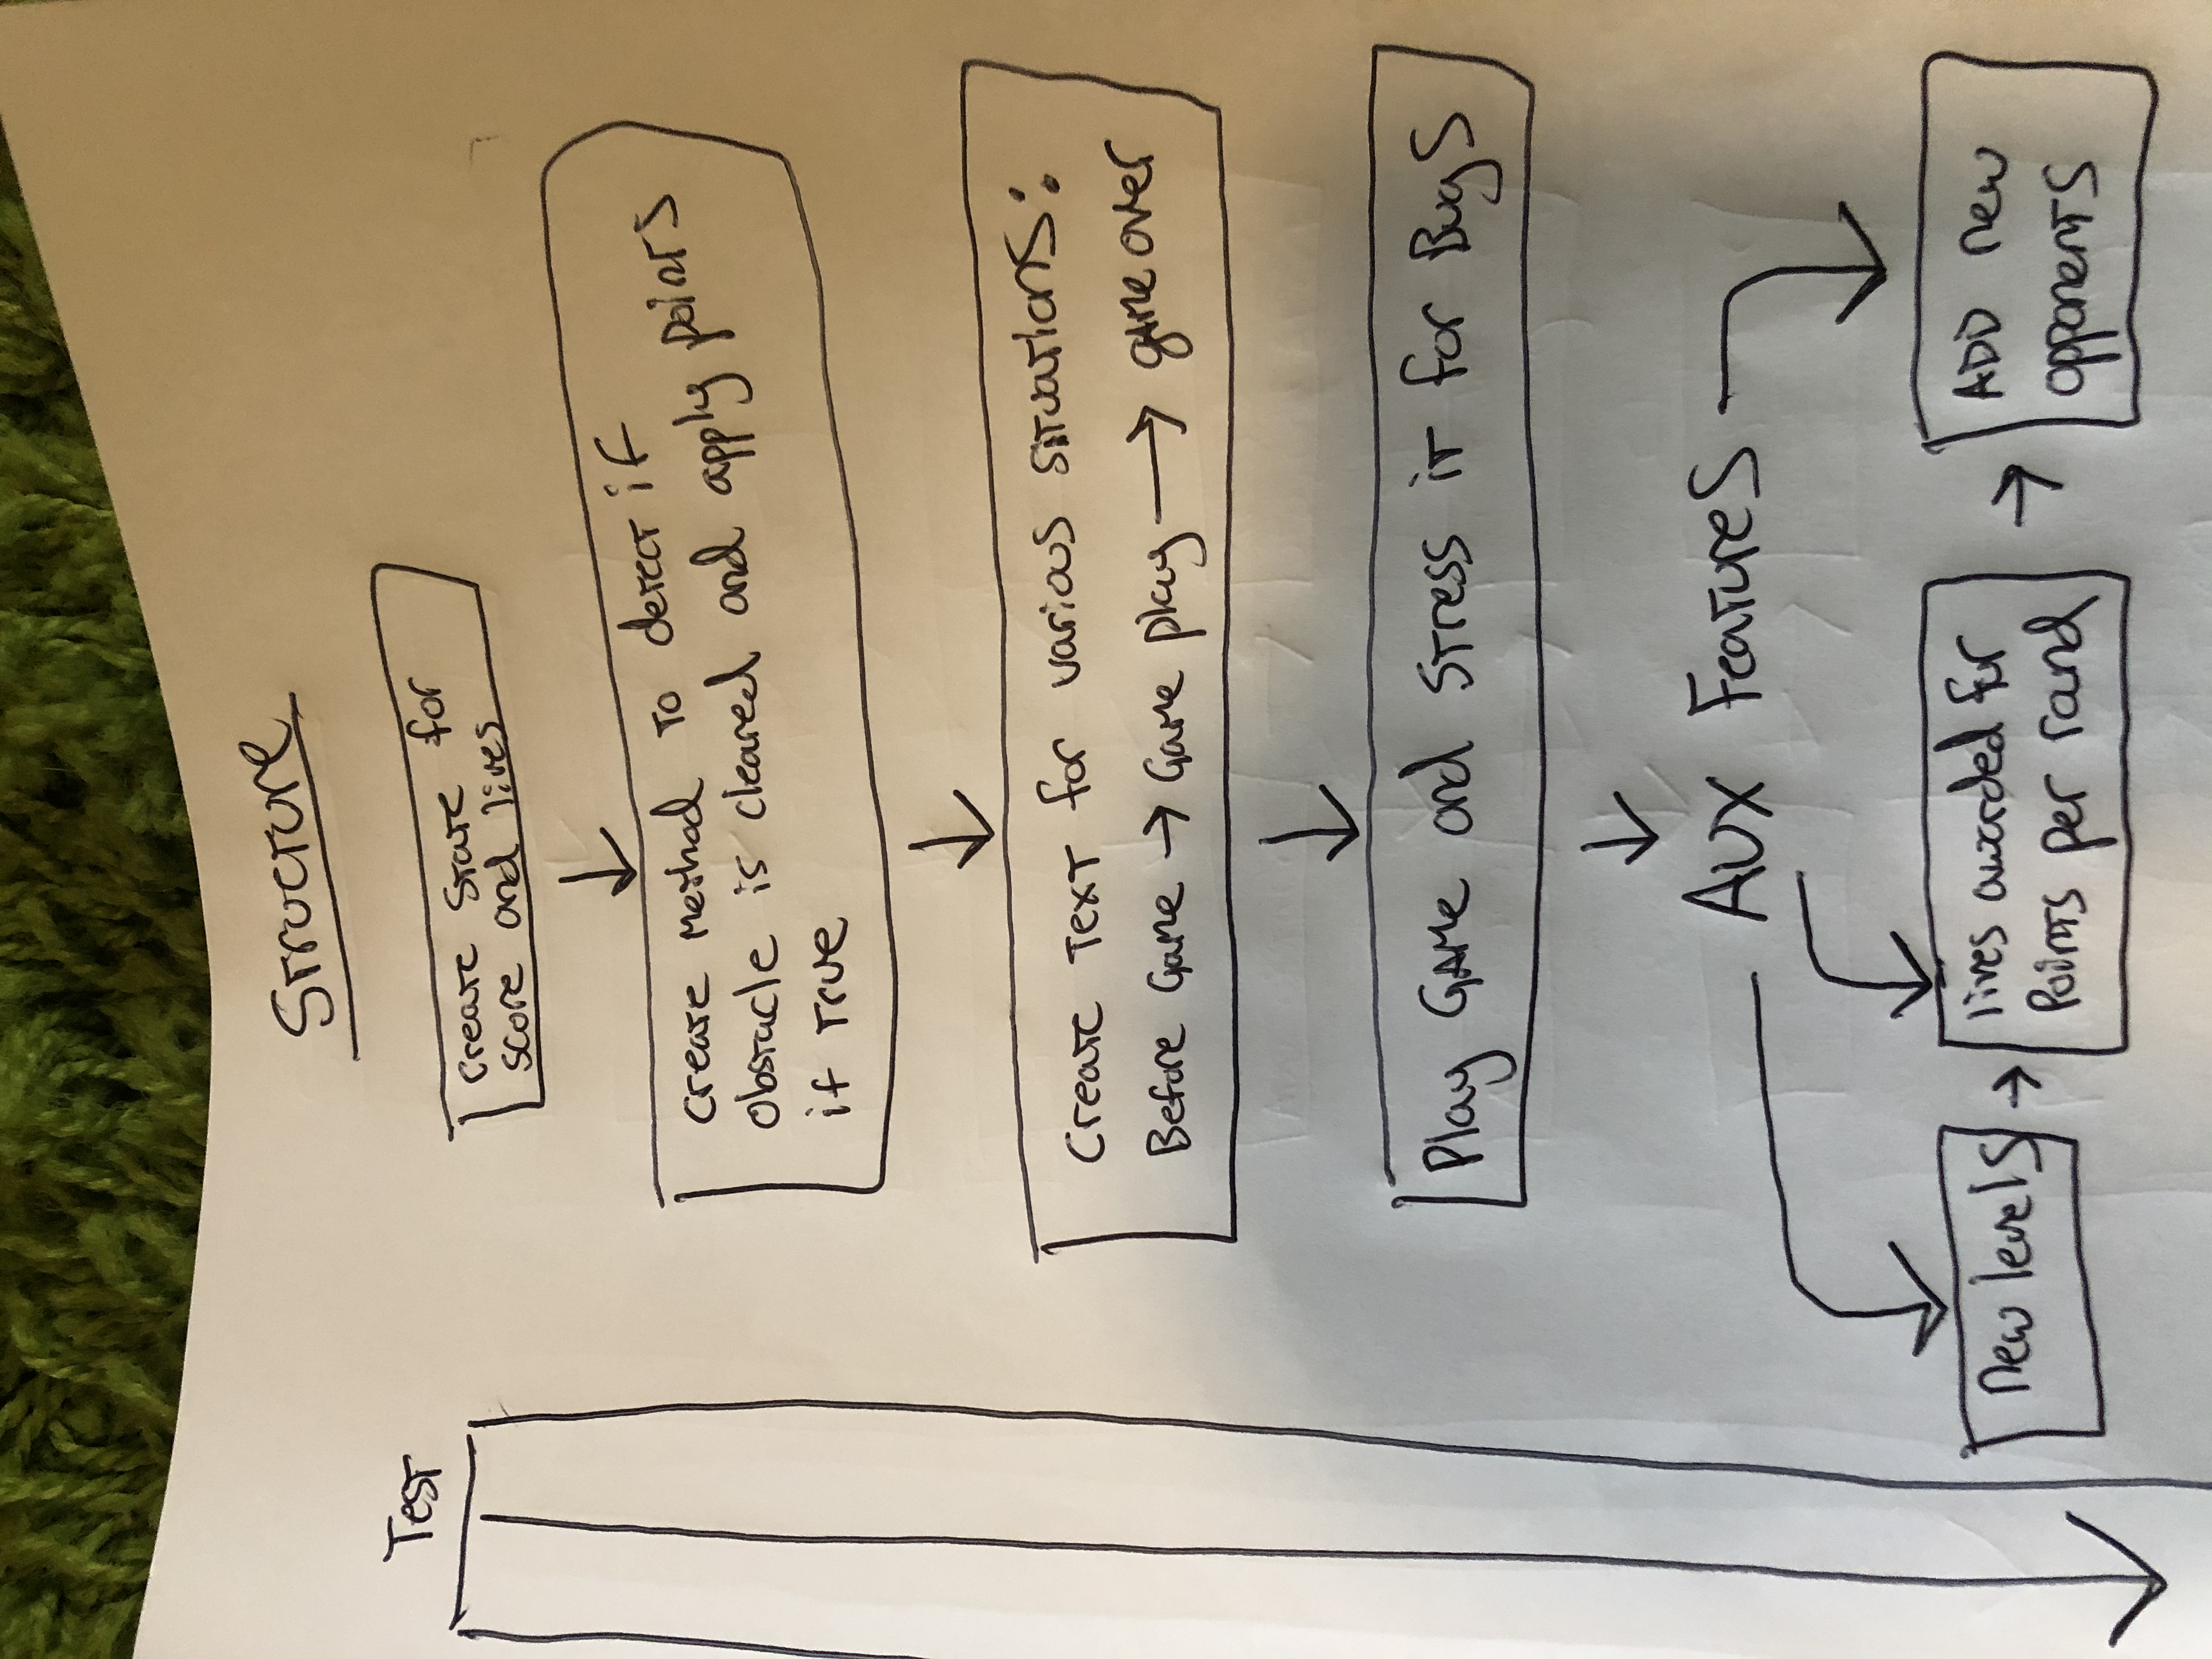 Structure
Test
Create State for
score and lives
Create Method to detect if
Obstacle is cleared and apply points
if True
Create Text for various situations:
Before Game → Game play → game over
Play Game and stress it for Bugs
Aux Features
new levels → lives awarded for → ADD new
Points per round opponents